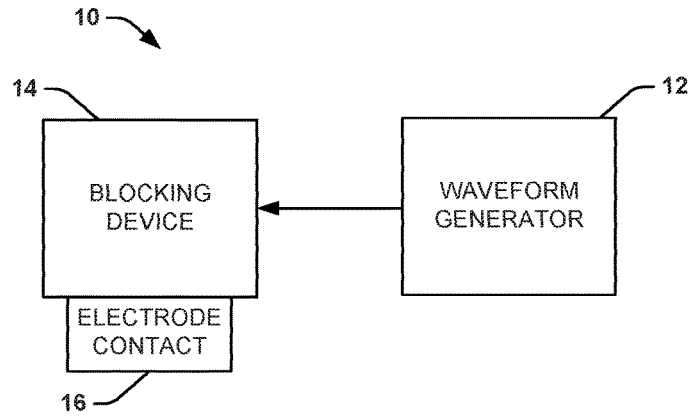 10
14
12
BLOCKING
DEVICE
WAVEFORM
GENERATOR
ELECTRODE
CONTACT
16